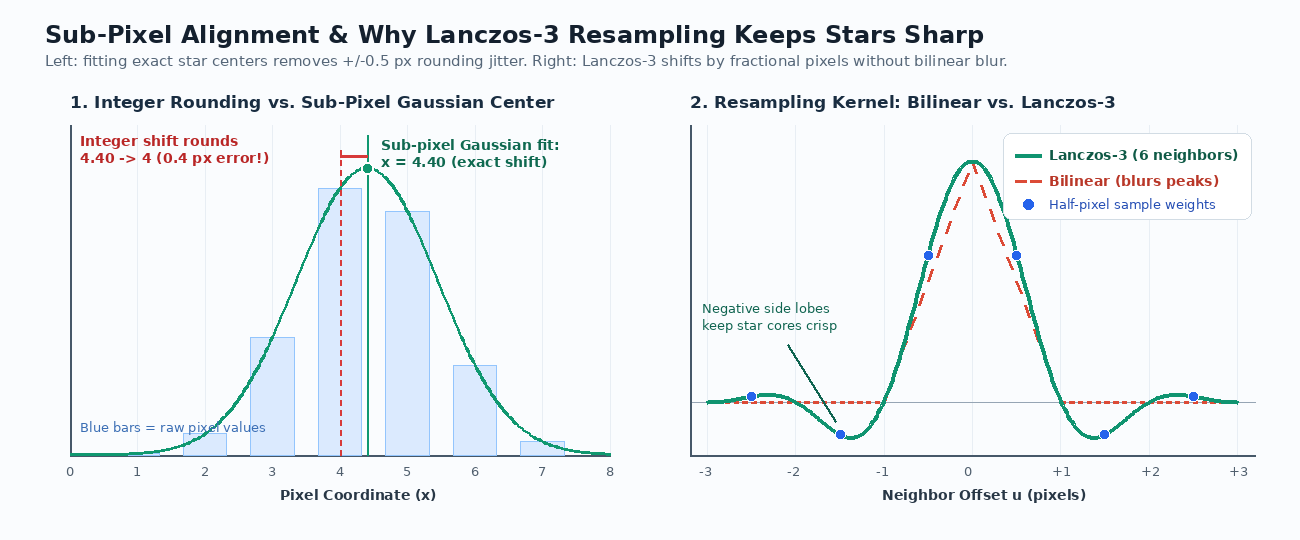 Sub-Pixel Alignment & Why Lanczos-3 Resampling Keeps Stars Sharp
Left: fitting exact star centers removes +/-0.5 px rounding jitter. Right: Lanczos-3 shifts by fractional pixels without bilinear blur.
1. Integer Rounding vs. Sub-Pixel Gaussian Center
Integer shift rounds
4.40 -> 4 (0.4 px error!)
Sub-pixel Gaussian fit:
x = 4.40 (exact shift)
Blue bars = raw pixel values
0 1 2 3 4 5 6 7 8
Pixel Coordinate (x)
2. Resampling Kernel: Bilinear vs. Lanczos-3
Lanczos-3 (6 neighbors)
Bilinear (blurs peaks)
Half-pixel sample weights
Negative side lobes
keep star cores crisp
-3 -2 -1 0 +1 +2 +3
Neighbor Offset u (pixels)